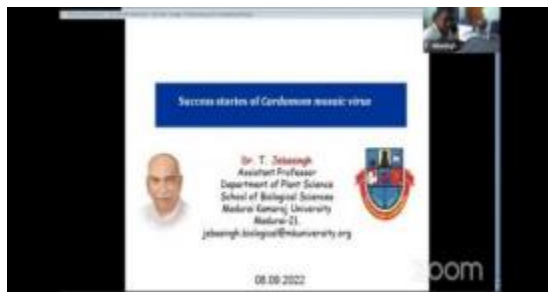 Success stories of Cardamom mosaic virus
Dr. T. Jebasingh
Assistant Professor
Department of Plant Science
School of Biological Sciences
Madurai Kamaraj University
Madurai-21.
jebasingh.biological@mkuniversity.org
08.09.2022
zoom